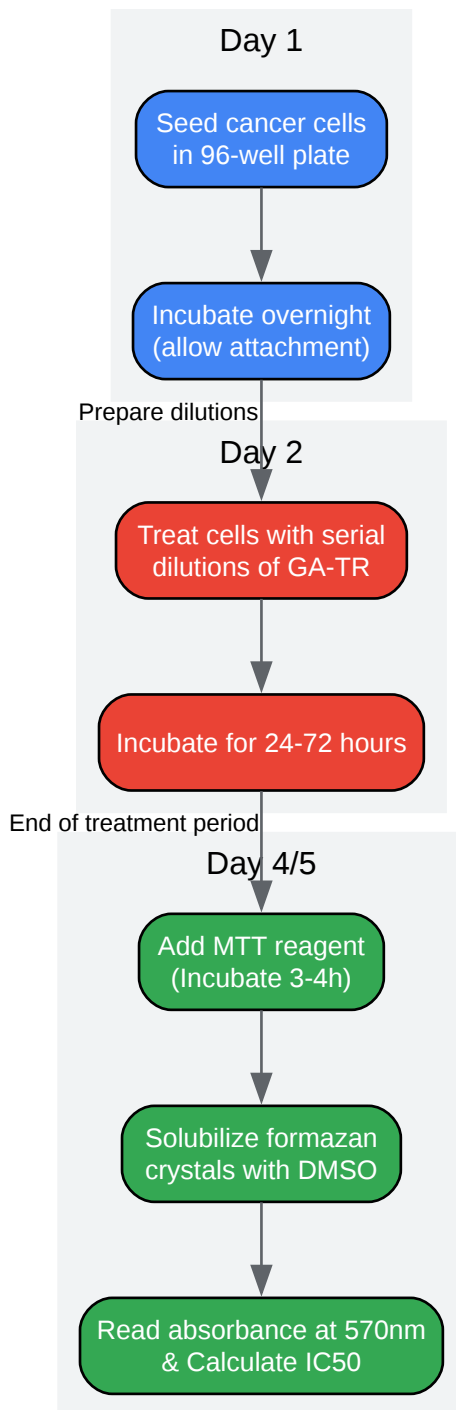 Day 1
Seed cancer cells
in 96-well plate
Incubate overnight
(allow attachment)
Prepare dilutions
Day 2
Treat cells with serial
dilutions of GA-TR
Incubate for 24-72 hours
End of treatment period
Day 4/5
Add MTT reagent
(Incubate 3-4h)
Solubilize formazan
crystals with DMSO
Read absorbance at 570nm
& Calculate IC50